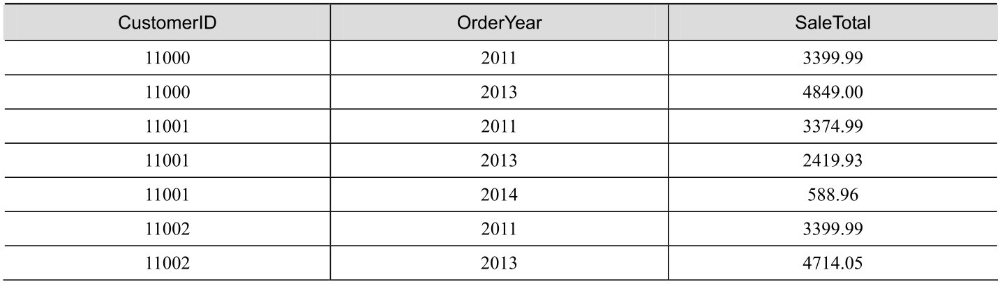 CustomerID OrderYear SaleTotal
11000 2011 3399.99
11000 2013 4849.00
11001 2011 3374.99
11001 2013 2419.93
11001 2014 588.96
11002 2011 3399.99
11002 2013 4714.05